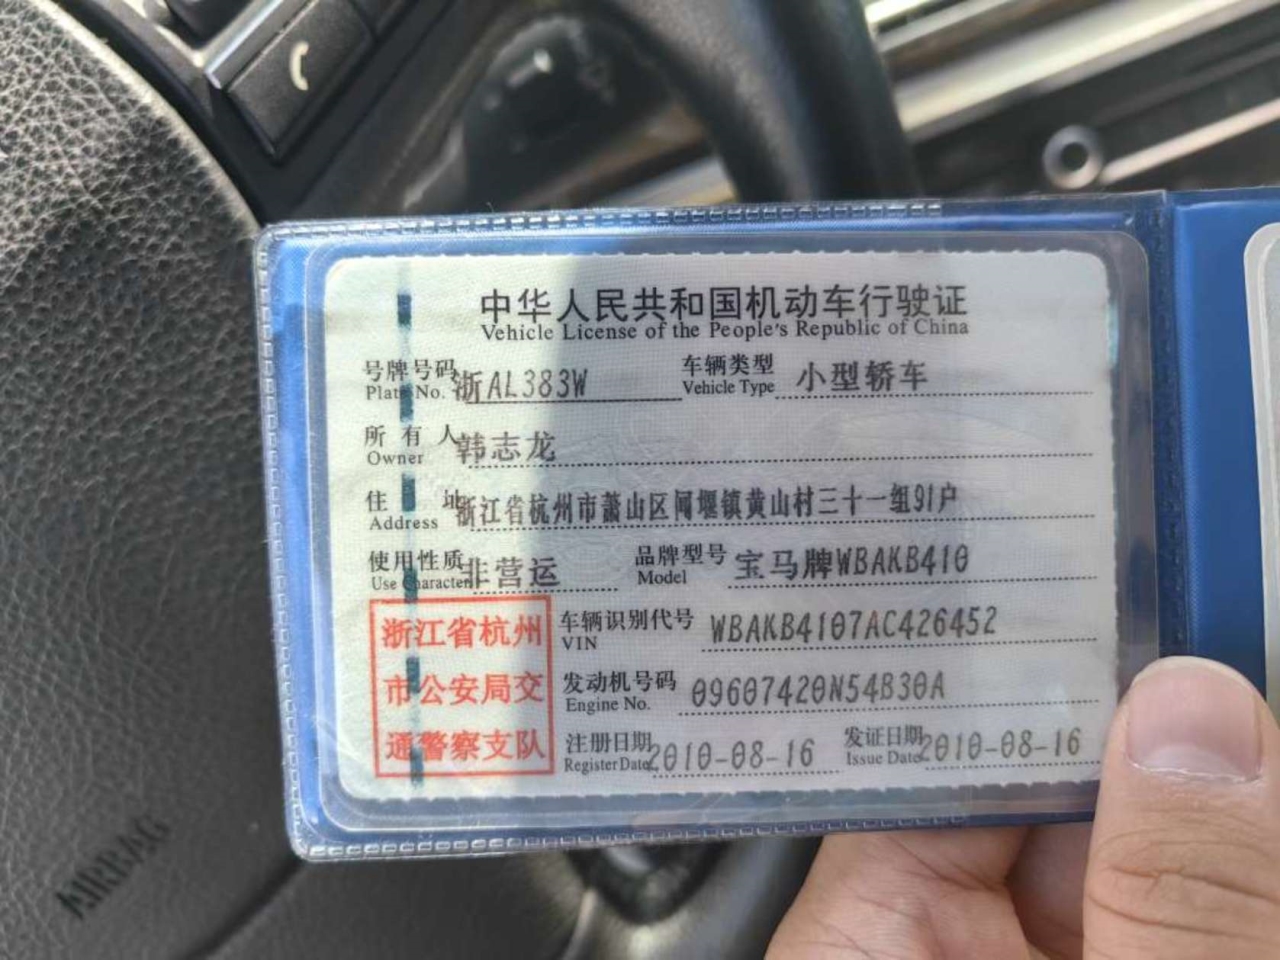 中华人民共和国机动车行驶证
Vehicle License of the People's Republic of China
号牌号码 浙AL383W 车辆类型 小型轿车
Plate No. Vehicle Type
所有人 韩志龙
Owner
住址 浙江省杭州市萧山区闻堰镇黄山村三十一组91户
Address
使用性质 非营运 品牌型号 宝马牌WBAKB410
Use Character Model
浙江省杭州
市公安局交
通警察支队
车辆识别代号 WBAKB4107AC426452
VIN
发动机号码 09607420N54B30A
Engine No.
注册日期 2010-08-16 发证日期 2010-08-16
Register Date Issue Date
AIRBAG